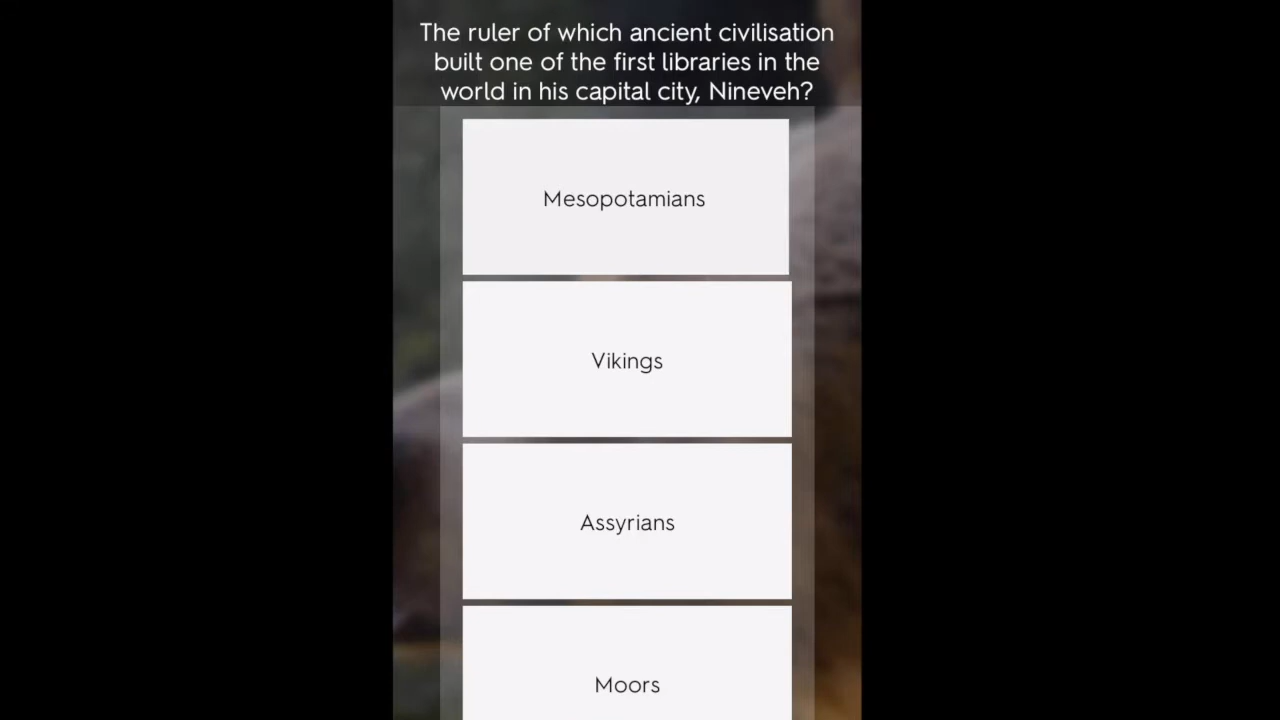 The ruler of which ancient civilisation
built one of the first libraries in the
world in his capital city, Nineveh?
Mesopotamians
Vikings
Assyrians
Moors